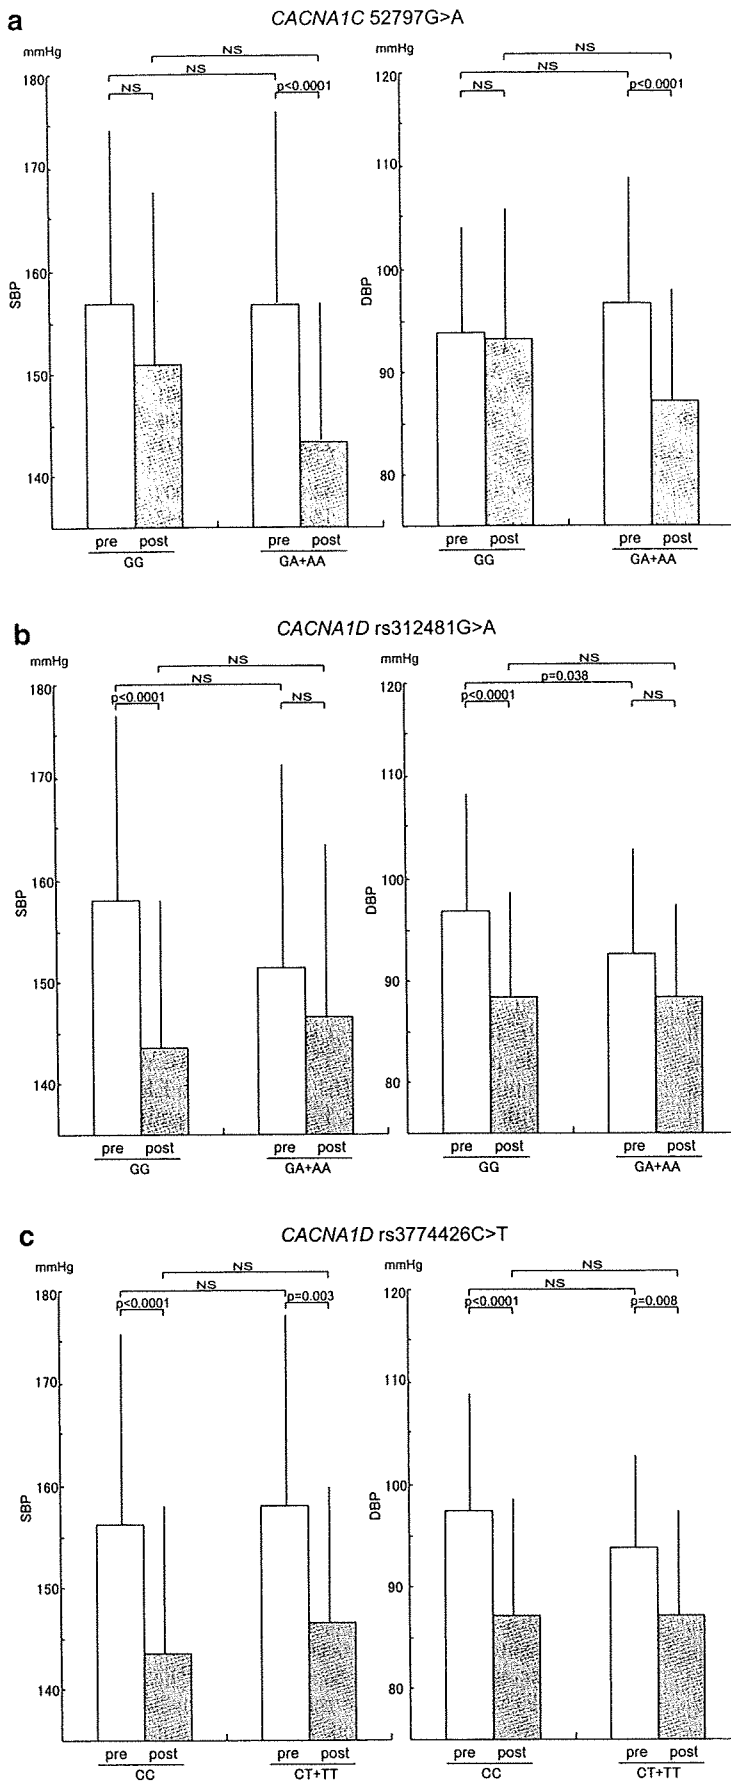 a
CACNA1C 52797G>A
mmHg
NS
NS
NS
p<0.0001
180
170
160
150
140
SBP
pre post
GG
pre post
GA+AA
mmHg
NS
NS
NS
p<0.0001
120
110
100
90
80
DBP
pre post
GG
pre post
GA+AA
b
CACNA1D rs312481G>A
mmHg
NS
NS
p<0.0001
NS
180
170
160
150
140
SBP
pre post
GG
pre post
GA+AA
mmHg
NS
p=0.038
p<0.0001
NS
120
110
100
90
80
DBP
pre post
GG
pre post
GA+AA
c
CACNA1D rs3774426C>T
mmHg
NS
NS
p<0.0001
p=0.003
180
170
160
150
140
SBP
pre post
CC
pre post
CT+TT
mmHg
NS
NS
p<0.0001
p=0.008
120
110
100
90
80
DBP
pre post
CC
pre post
CT+TT